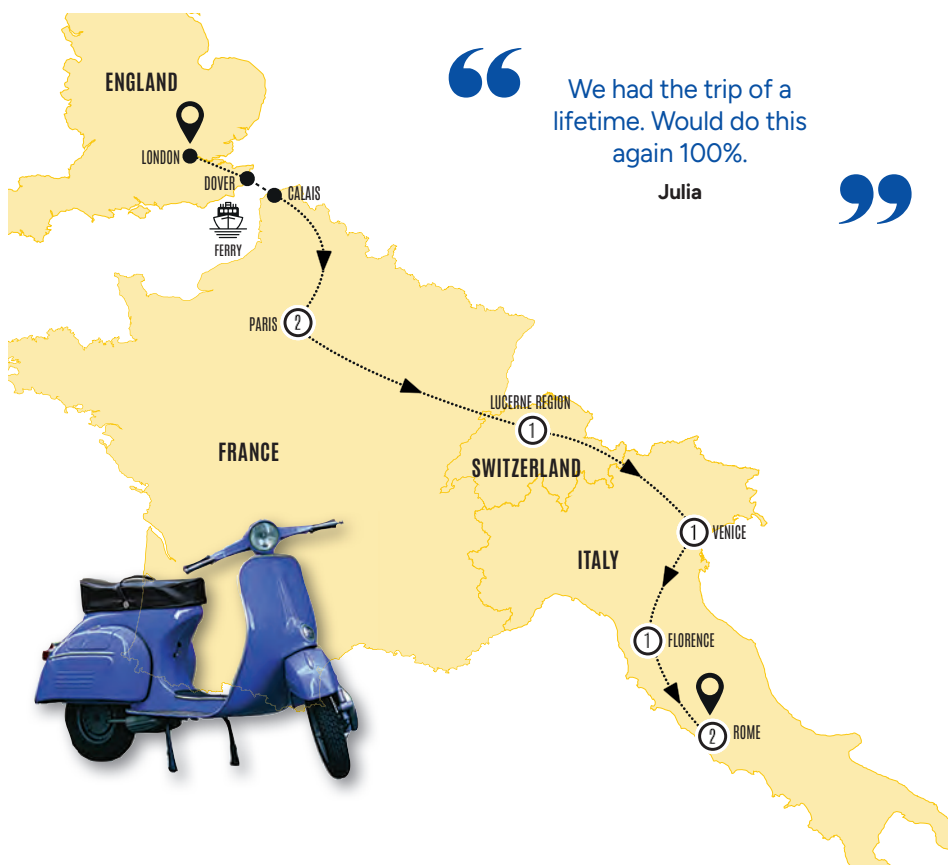 ENGLAND
“
We had the trip of a
lifetime. Would do this
again 100%.
Julia
”
LONDON
DOVER
CALAIS
FERRY
PARIS
2
LUCERNE REGION
1
FRANCE
SWITZERLAND
1
VENICE
ITALY
1
FLORENCE
2
ROME